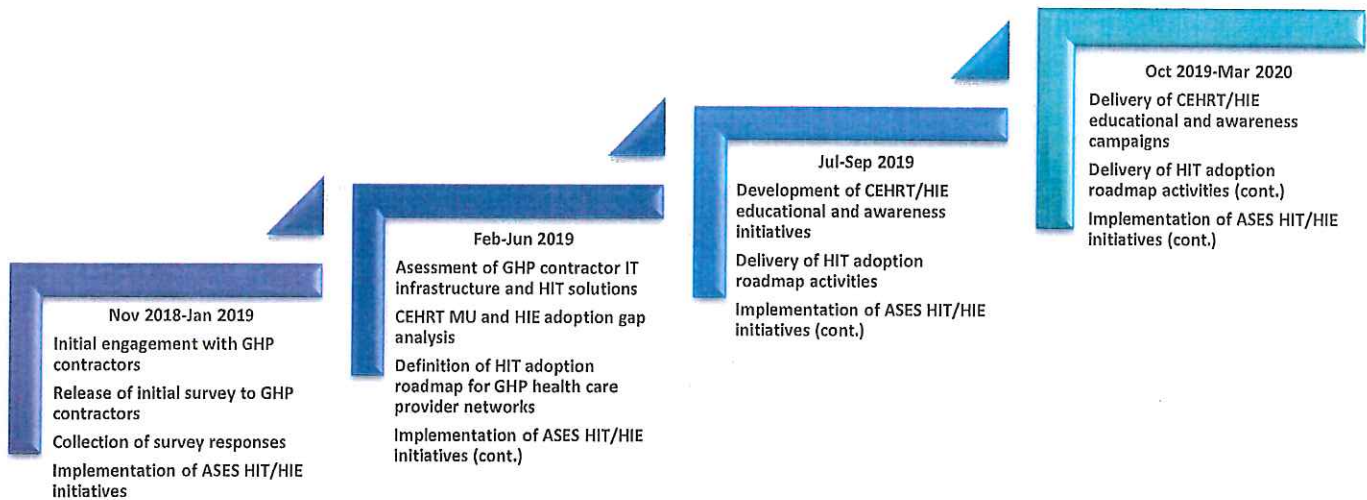 Nov 2018-Jan 2019
Initial engagement with GHP
contractors
Release of initial survey to GHP
contractors
Collection of survey responses
Implementation of ASES HIT/HIE
initiatives
Feb-Jun 2019
Asessment of GHP contractor IT
infrastructure and HIT solutions
CEHRT MU and HIE adoption gap
analysis
Definition of HIT adoption
roadmap for GHP health care
provider networks
Implementation of ASES HIT/HIE
initiatives (cont.)
Jul-Sep 2019
Development of CEHRT/HIE
educational and awareness
initiatives
Delivery of HIT adoption
roadmap activities
Implementation of ASES HIT/HIE
initiatives (cont.)
Oct 2019-Mar 2020
Delivery of CEHRT/HIE
educational and awareness
campaigns
Delivery of HIT adoption
roadmap activities (cont.)
Implementation of ASES HIT/HIE
initiatives (cont.)